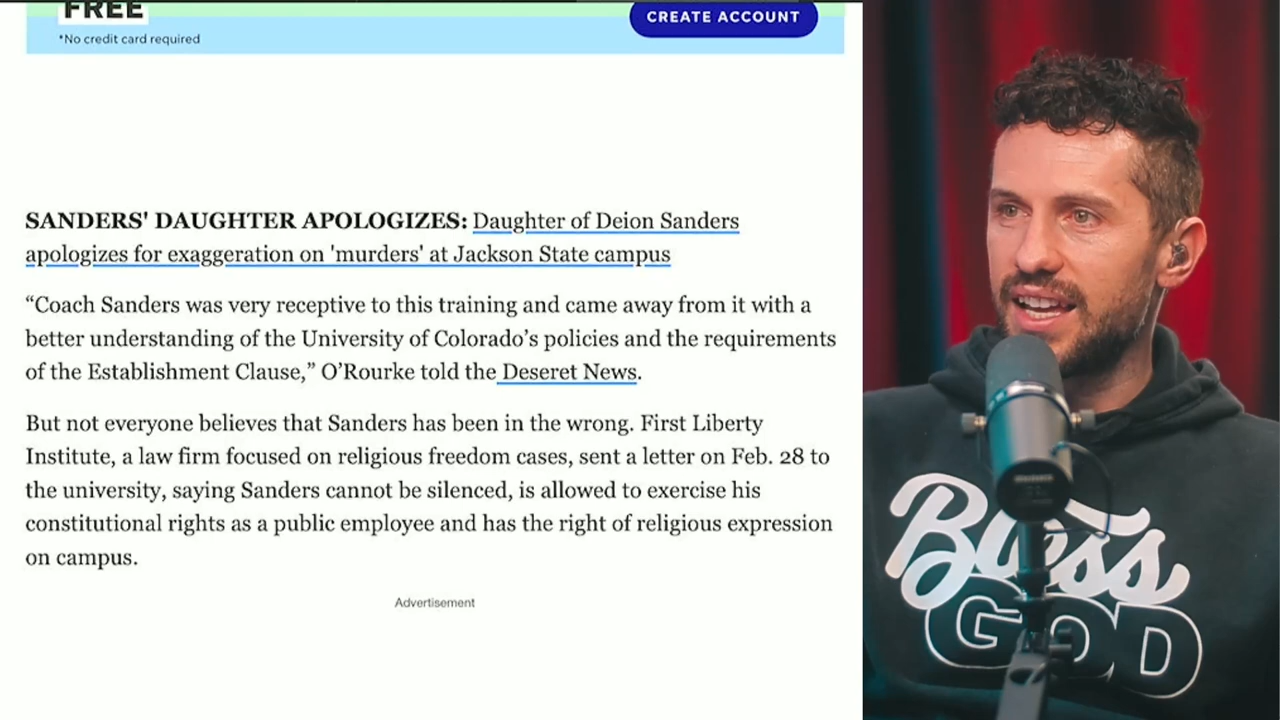 FREE
CREATE ACCOUNT
*No credit card required
SANDERS' DAUGHTER APOLOGIZES: Daughter of Deion Sanders
apologizes for exaggeration on 'murders' at Jackson State campus
“Coach Sanders was very receptive to this training and came away from it with a
better understanding of the University of Colorado’s policies and the requirements
of the Establishment Clause,” O’Rourke told the Deseret News.
But not everyone believes that Sanders has been in the wrong. First Liberty
Institute, a law firm focused on religious freedom cases, sent a letter on Feb. 28 to
the university, saying Sanders cannot be silenced, is allowed to exercise his
constitutional rights as a public employee and has the right of religious expression
on campus.
Advertisement
Bless
GOD